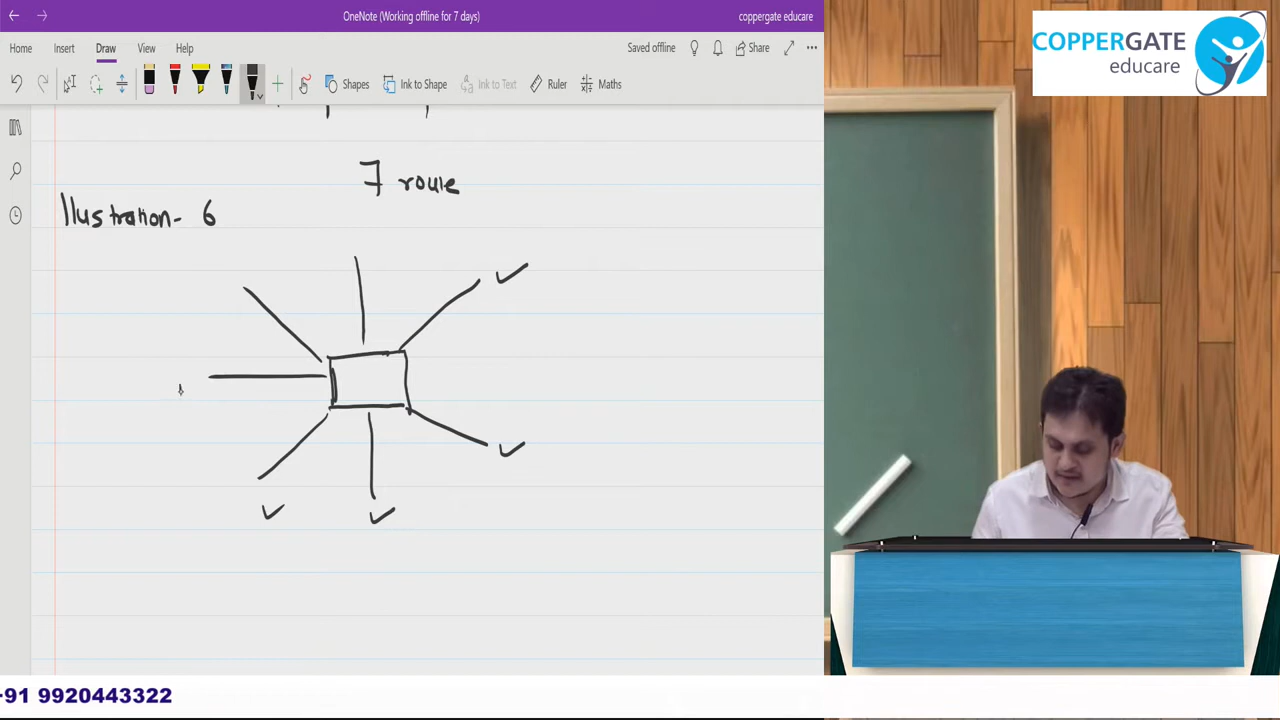 OneNote (Working offline for 7 days)
coppergate educare
Home Insert Draw View Help
Saved offline
Share
Shapes
Ink to Shape
Ink to Text
Ruler
Maths
COPPERGATE
educare
7 route
Illustration- 6
+91 9920443322